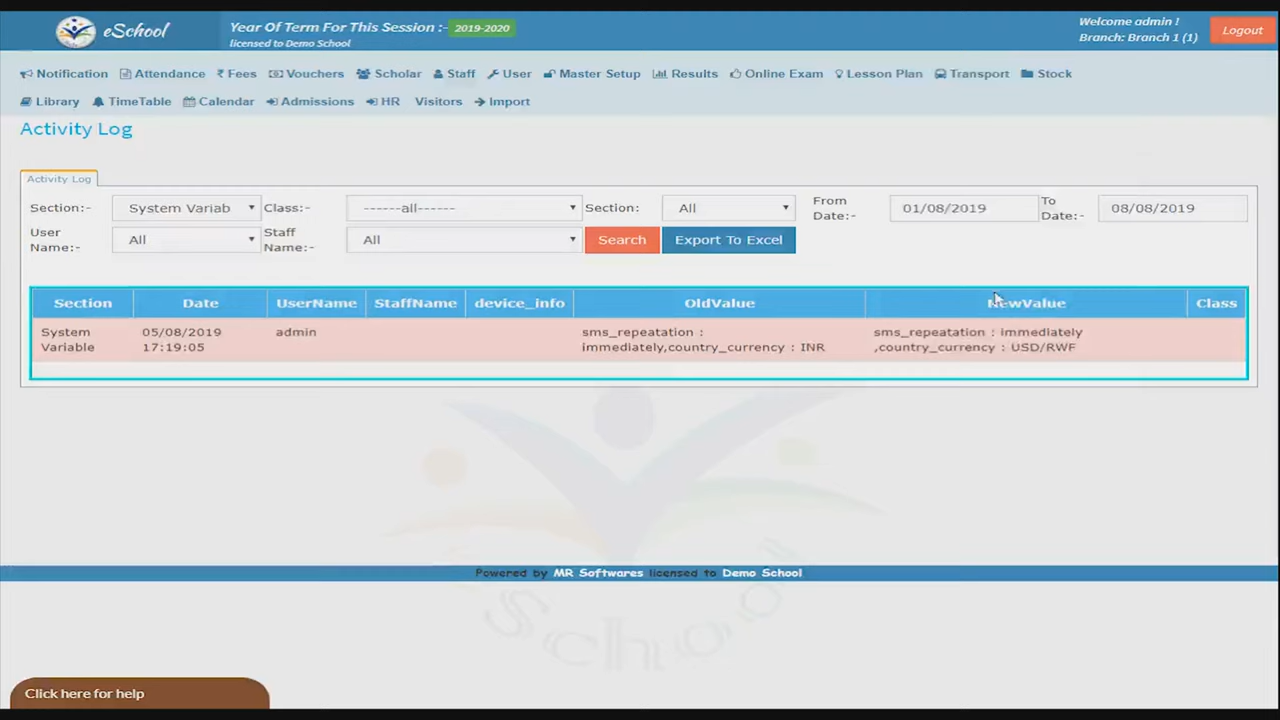 eSchool
Year Of Term For This Session :- 2019-2020
licensed to Demo School
Welcome admin !
Branch: Branch 1 (1)
Logout
Notification Attendance Fees Vouchers Scholar Staff User Master Setup Results Online Exam Lesson Plan Transport Stock
Library TimeTable Calendar Admissions HR Visitors Import
Activity Log
Activity Log
Section:- System Variab Class:- ------all------ Section: All From Date:- 01/08/2019 To Date:- 08/08/2019
User Name:- All Staff Name:- All Search Export To Excel
Section Date UserName StaffName device_info OldValue NewValue Class
System 05/08/2019 admin sms_repeatation : sms_repeatation : immediately
Variable 17:19:05 immediately,country_currency : INR ,country_currency : USD/RWF
Powered by MR Softwares licensed to Demo School
eSchool
Click here for help